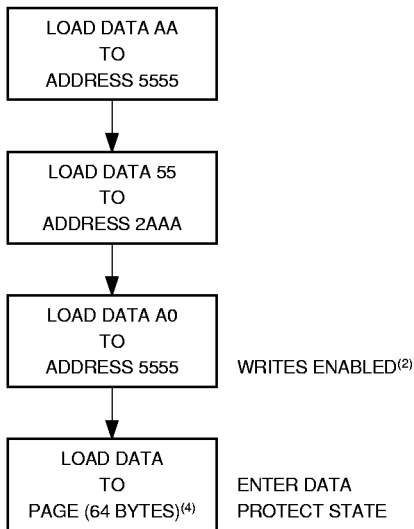 LOAD DATA AA
TO
ADDRESS 5555
LOAD DATA 55
TO
ADDRESS 2AAA
LOAD DATA A0
TO
ADDRESS 5555
WRITES ENABLED(2)
LOAD DATA
TO
PAGE (64 BYTES)(4)
ENTER DATA
PROTECT STATE